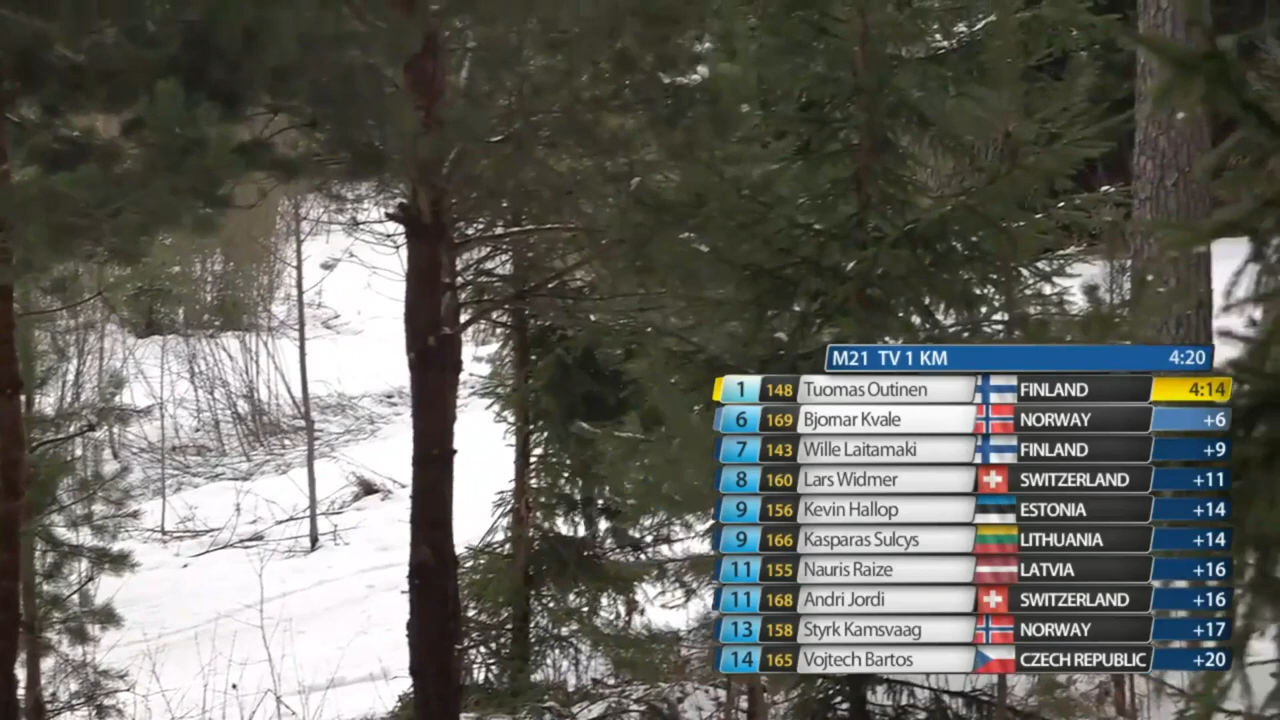 M21 TV 1 KM 4:20
1 148 Tuomas Outinen FINLAND 4:14
6 169 Bjornar Kvale NORWAY +6
7 143 Wille Laitamaki FINLAND +9
8 160 Lars Widmer SWITZERLAND +11
9 156 Kevin Hallop ESTONIA +14
9 166 Kasparas Sulcys LITHUANIA +14
11 155 Nauris Raize LATVIA +16
11 168 Andri Jordi SWITZERLAND +16
13 158 Styrk Kamsvaag NORWAY +17
14 165 Vojtech Bartos CZECH REPUBLIC +20